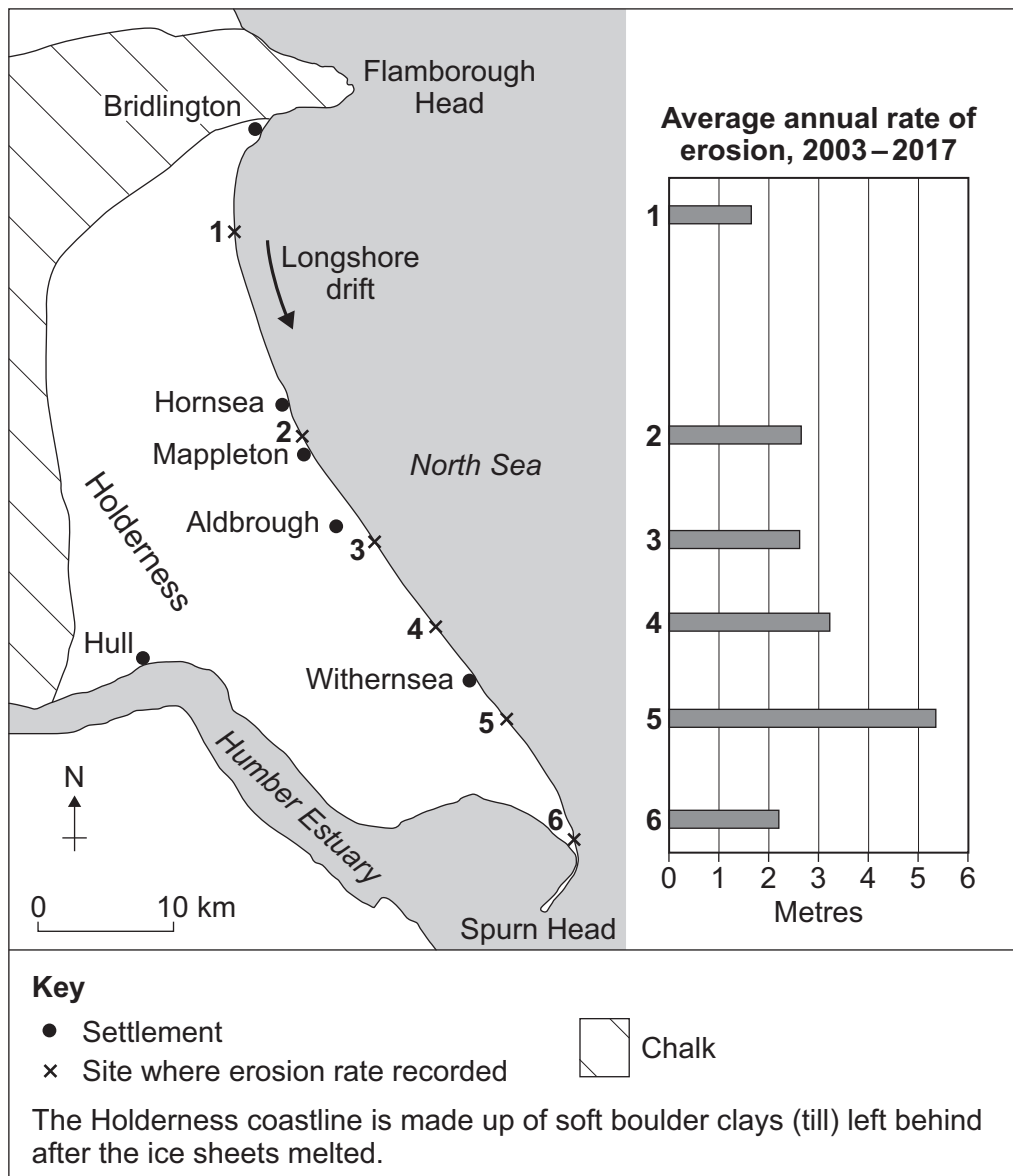 Flamborough
Head
Bridlington
1
Longshore
drift
Hornsea
2
Mappleton
North Sea
Holderness
Aldbrough
3
Hull
4
Withernsea
5
Humber Estuary
N
6
0 10 km
Spurn Head
Average annual rate of
erosion, 2003–2017
1
2
3
4
5
6
0 1 2 3 4 5 6
Metres
Key
Settlement
Site where erosion rate recorded
Chalk
The Holderness coastline is made up of soft boulder clays (till) left behind
after the ice sheets melted.